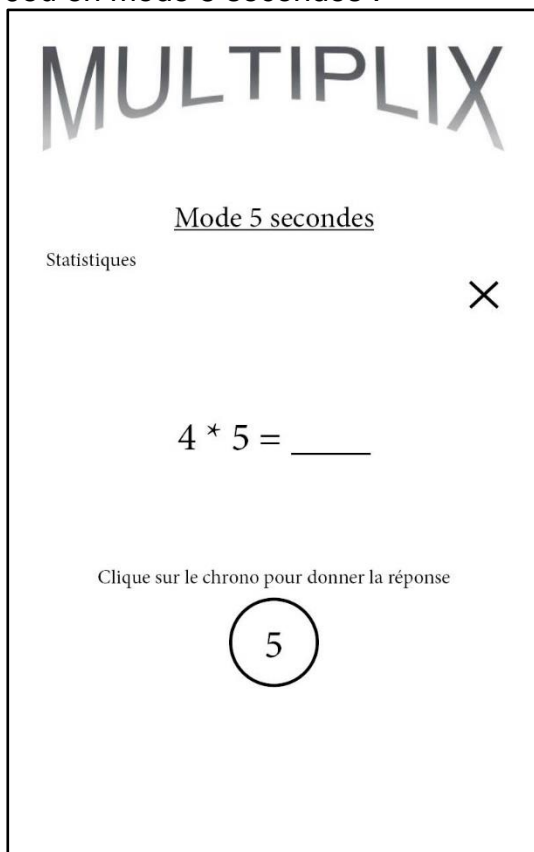 MULTIPLIX
Mode 5 secondes
Statistiques
4 * 5 = _____
Clique sur le chrono pour donner la réponse
5